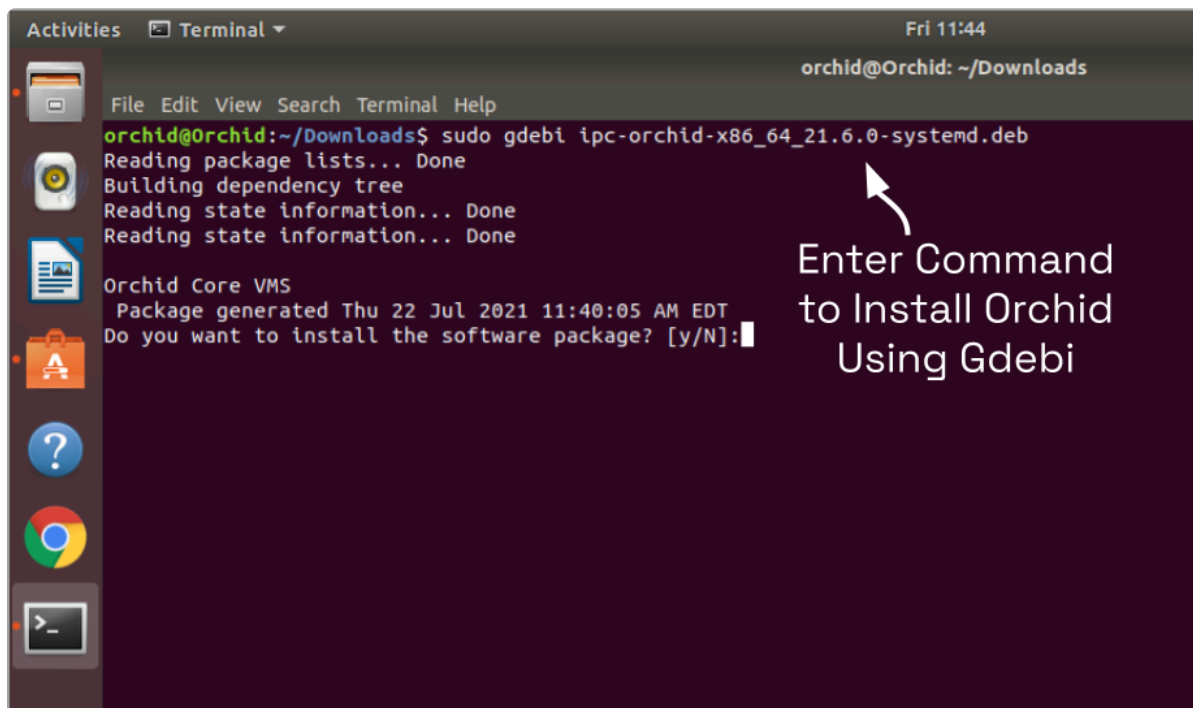 Activities Terminal Fri 11:44
orchid@Orchid: ~/Downloads
File Edit View Search Terminal Help
orchid@Orchid:~/Downloads$ sudo gdebi ipc-orchid-x86_64_21.6.0-systemd.deb
Reading package lists... Done
Building dependency tree
Reading state information... Done
Reading state information... Done
Orchid Core VMS
Package generated Thu 22 Jul 2021 11:40:05 AM EDT
Do you want to install the software package? [y/N]:
Enter Command
to Install Orchid
Using Gdebi